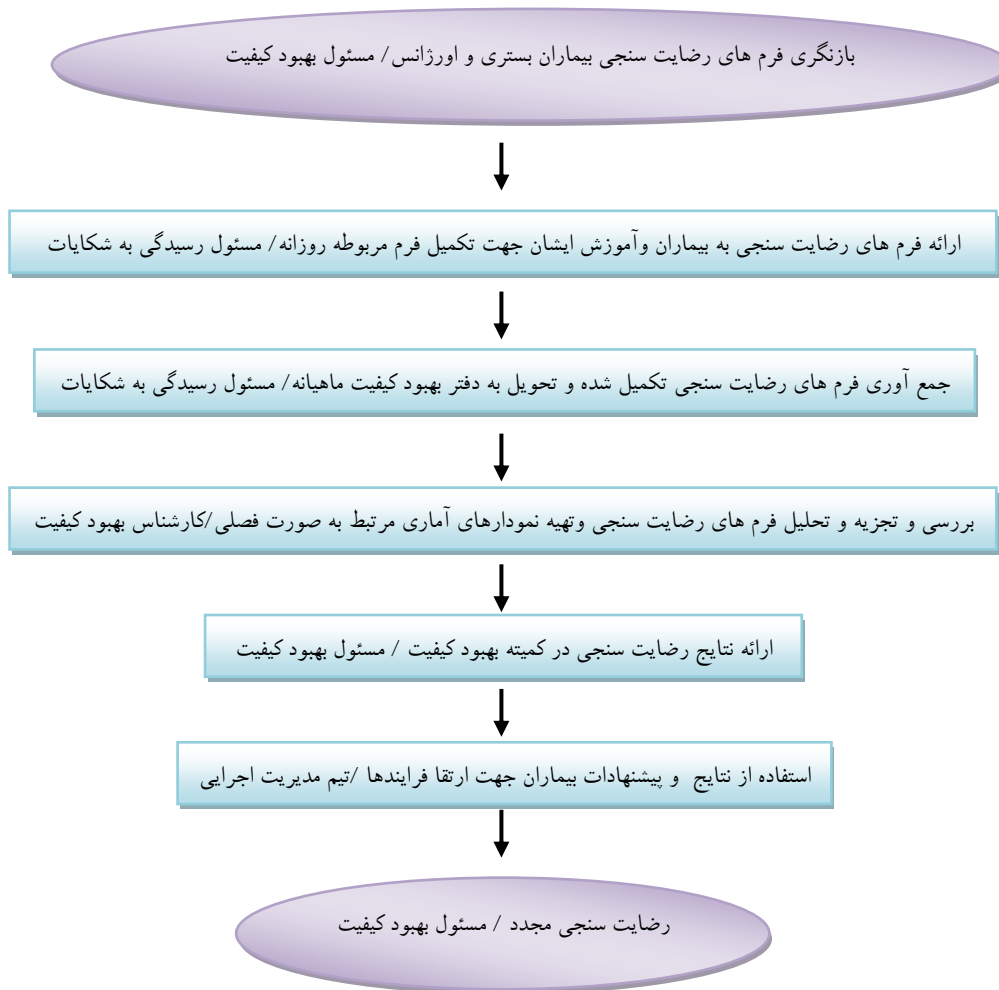 بازنگری فرم های رضایت سنجی بیماران بستری و اورژانس/ مسئول بهبود کیفیت
ارائه فرم های رضایت سنجی به بیماران وآموزش ایشان جهت تکمیل فرم مربوطه روزانه/ مسئول رسیدگی به شکایات
جمع آوری فرم های رضایت سنجی تکمیل شده و تحویل به دفتر بهبود کیفیت ماهیانه/ مسئول رسیدگی به شکایات
بررسی و تجزیه و تحلیل فرم های رضایت سنجی وتهیه نمودارهای آماری مرتبط به صورت فصلی/کارشناس بهبود کیفیت
ارائه نتایج رضایت سنجی در کمیته بهبود کیفیت / مسئول بهبود کیفیت
استفاده از نتایج و پیشنهادات بیماران جهت ارتقا فرایندها /تیم مدیریت اجرایی
رضایت سنجی مجدد / مسئول بهبود کیفیت